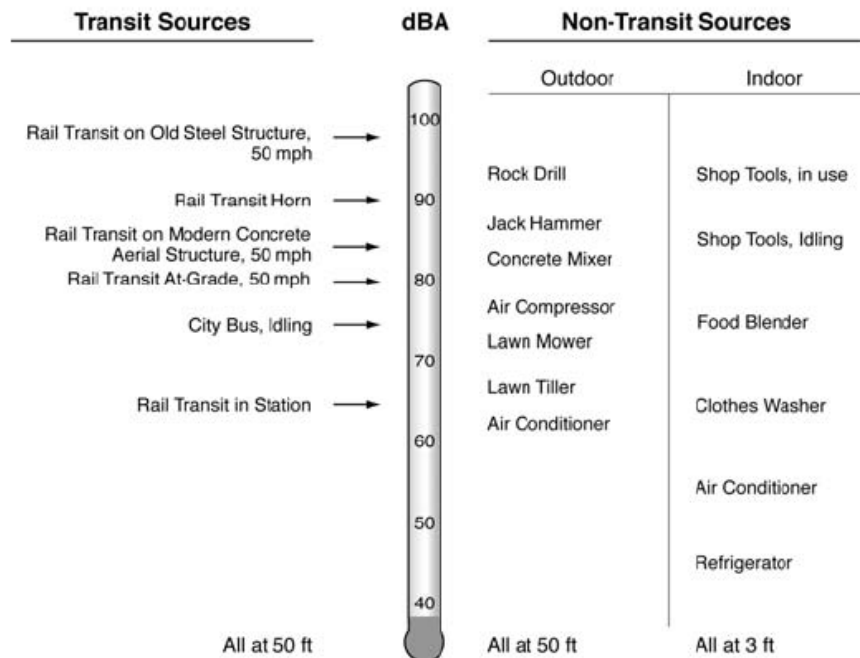 Transit Sources
dBA
Non-Transit Sources
Outdoor
Indoor
Rail Transit on Old Steel Structure,
50 mph
Rail Transit Horn
Rail Transit on Modern Concrete
Aerial Structure, 50 mph
Rail Transit At-Grade, 50 mph
City Bus, Idling
Rail Transit in Station
All at 50 ft
100
90
80
70
60
50
40
Rock Drill
Jack Hammer
Concrete Mixer
Air Compressor
Lawn Mower
Lawn Tiller
Air Conditioner
All at 50 ft
Shop Tools, in use
Shop Tools, Idling
Food Blender
Clothes Washer
Air Conditioner
Refrigerator
All at 3 ft